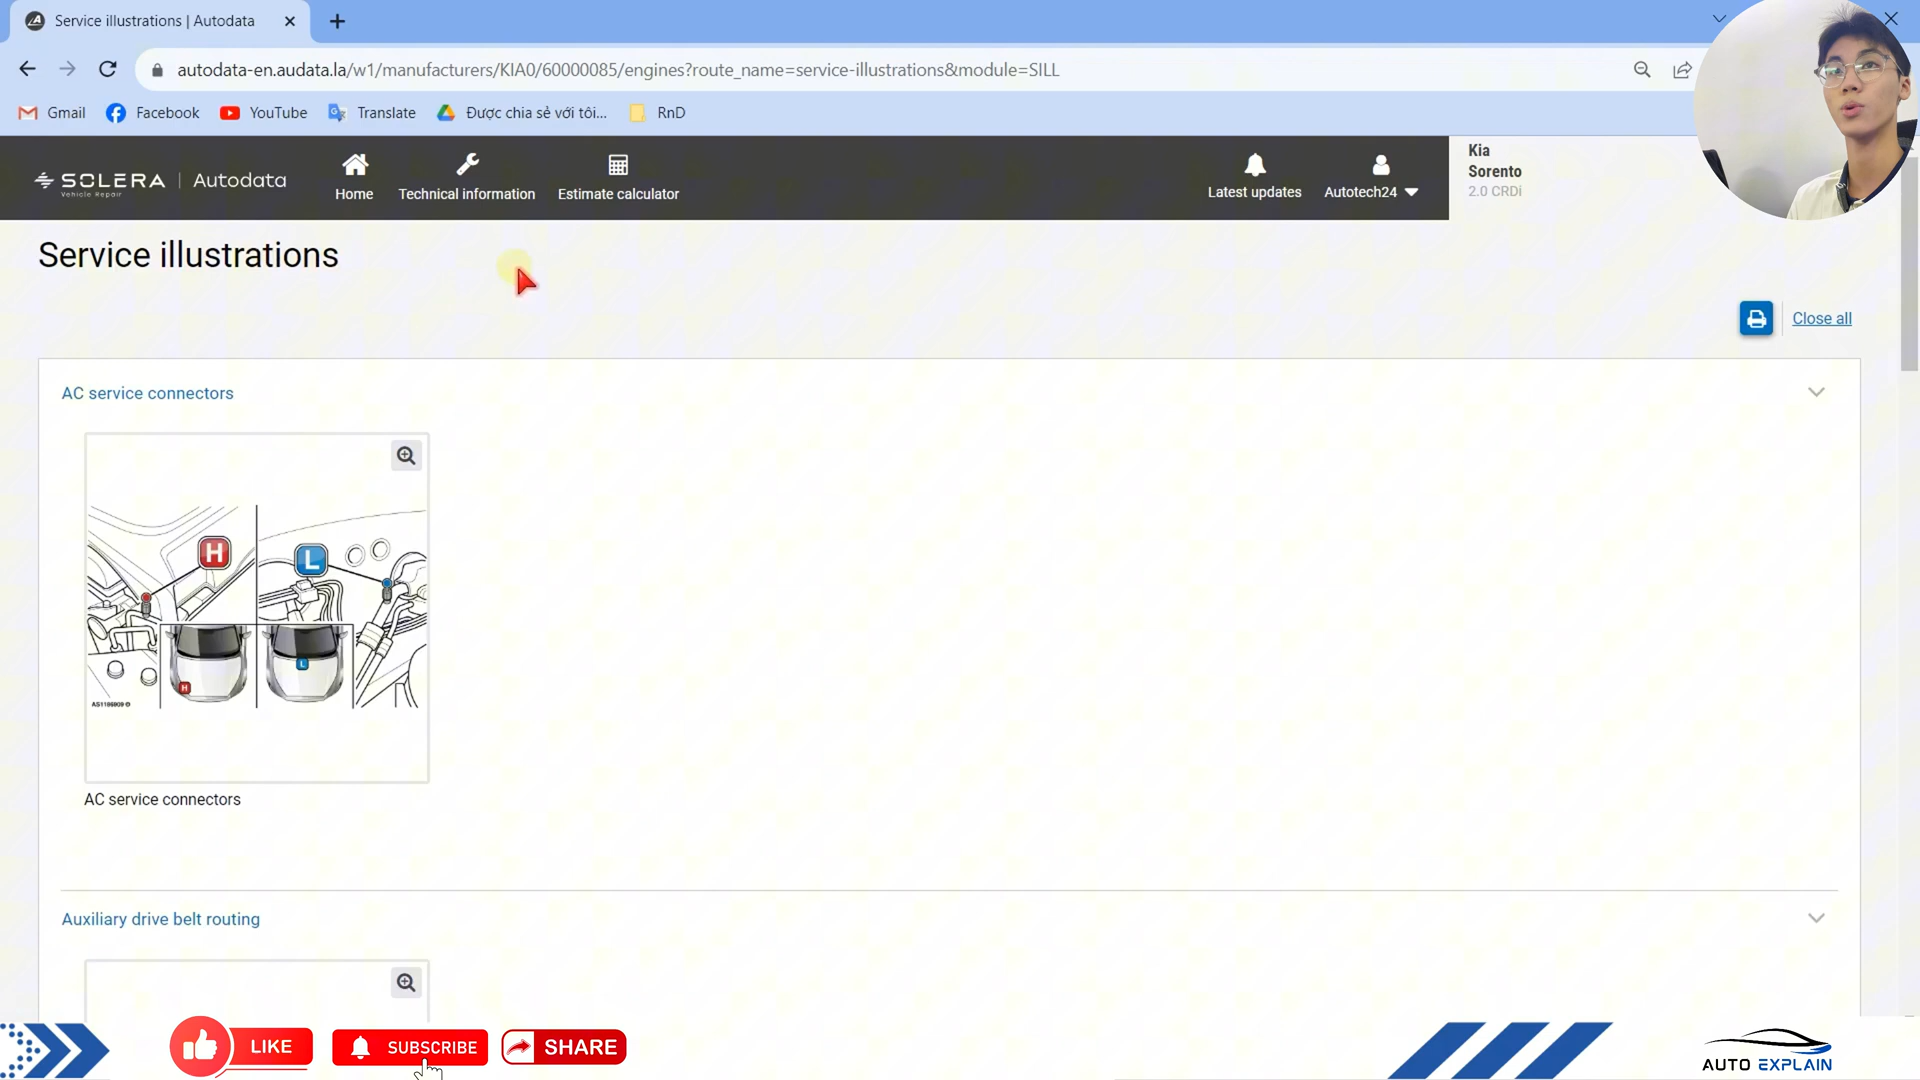 Service illustrations | Autodata
autodata-en.audata.la/w1/manufacturers/KIA0/60000085/engines?route_name=service-illustrations&module=SILL
Gmail
Facebook
YouTube
Translate
Được chia sẻ với tôi...
RnD
SOLERA
Vehicle Repair
Autodata
Home
Technical information
Estimate calculator
Latest updates
Autotech24
Kia
Sorento
2.0 CRDi
Service illustrations
Close all
AC service connectors
H
L
L
H
AS1186909
AC service connectors
Auxiliary drive belt routing
LIKE
SUBSCRIBE
SHARE
AUTO EXPLAIN